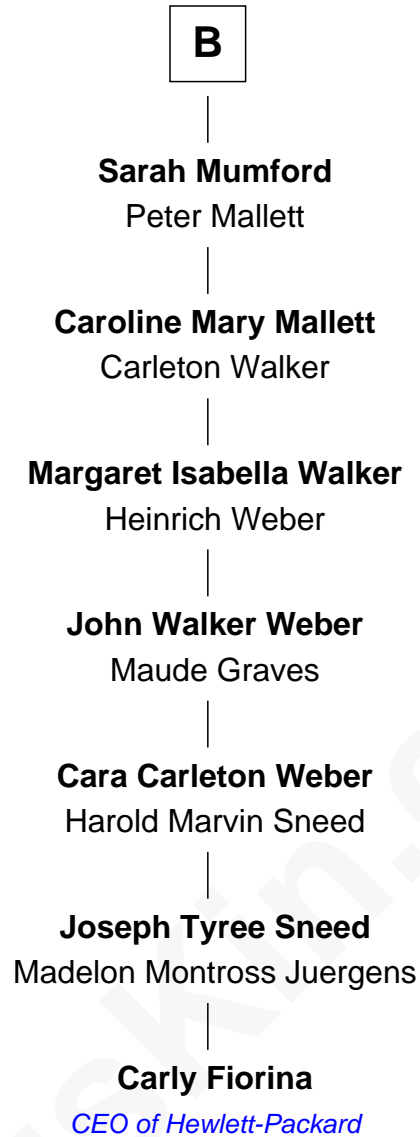 B
Sarah Mumford
Peter Mallett
Caroline Mary Mallett
Carleton Walker
Margaret Isabella Walker
Heinrich Weber
John Walker Weber
Maude Graves
Cara Carleton Weber
Harold Marvin Sneed
Joseph Tyree Sneed
Madelon Montross Juergens
Carly Fiorina
CEO of Hewlett-Packard